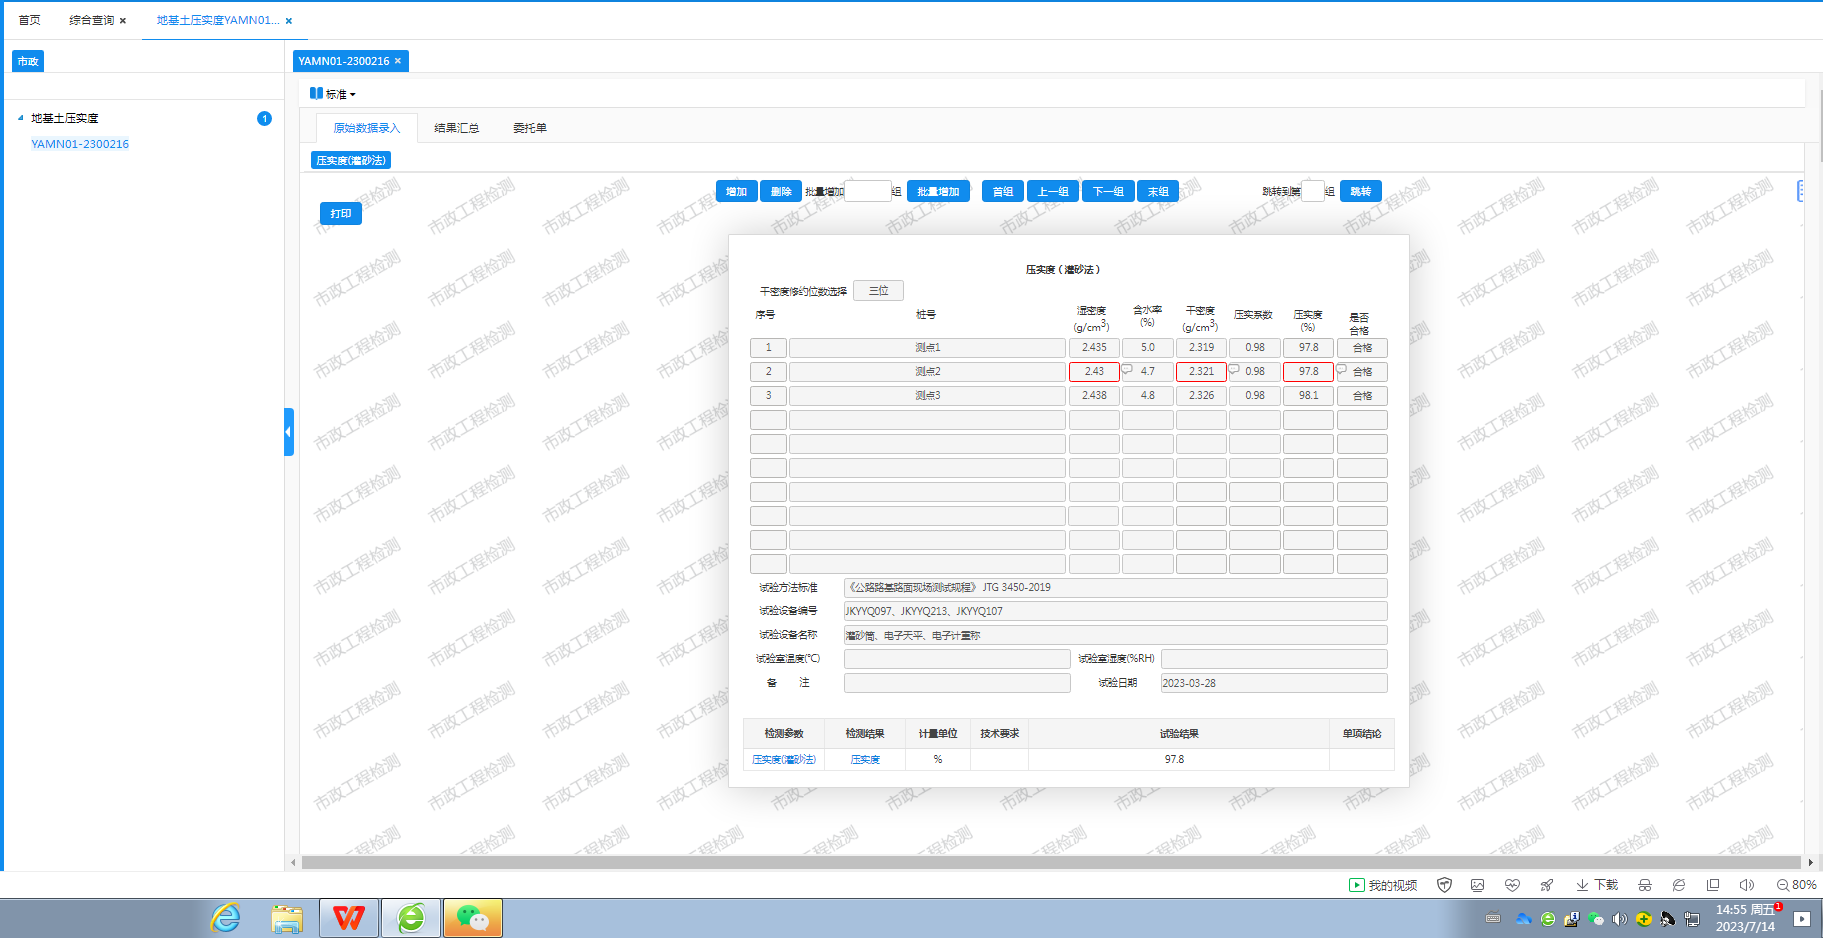 首页 综合查询 × 地基土压实度YAMN01... ×
市政 YAMN01-2300216 ×
标准
地基土压实度 1
YAMN01-2300216
原始数据录入 结果汇总 委托单
压实度(灌砂法)
增加 删除 批量增加 组 批量增加 首组 上一组 下一组 末组 跳转到第 组 跳转
打印
压实度（灌砂法）
干密度修约位数选择 三位
序号 桩号 湿密度(g/cm3) 含水率(%) 干密度(g/cm3) 压实系数 压实度(%) 是否合格
1 测点1 2.435 5.0 2.319 0.98 97.8 合格
2 测点2 2.43 4.7 2.321 0.98 97.8 合格
3 测点3 2.438 4.8 2.326 0.98 98.1 合格
试验方法标准 《公路路基路面现场测试规程》 JTG 3450-2019
试验设备编号 JKYYQ097、JKYYQ213、JKYYQ107
试验设备名称 灌砂筒、电子天平、电子计重称
试验室温度(℃) 试验室湿度(%RH)
备 注 试验日期 2023-03-28
检测参数 检测结果 计量单位 技术要求 试验结果 单项结论
压实度(灌砂法) 压实度 % 97.8
市政工程检测
我的视频 下载 80%
14:55 周五 1
2023/7/14